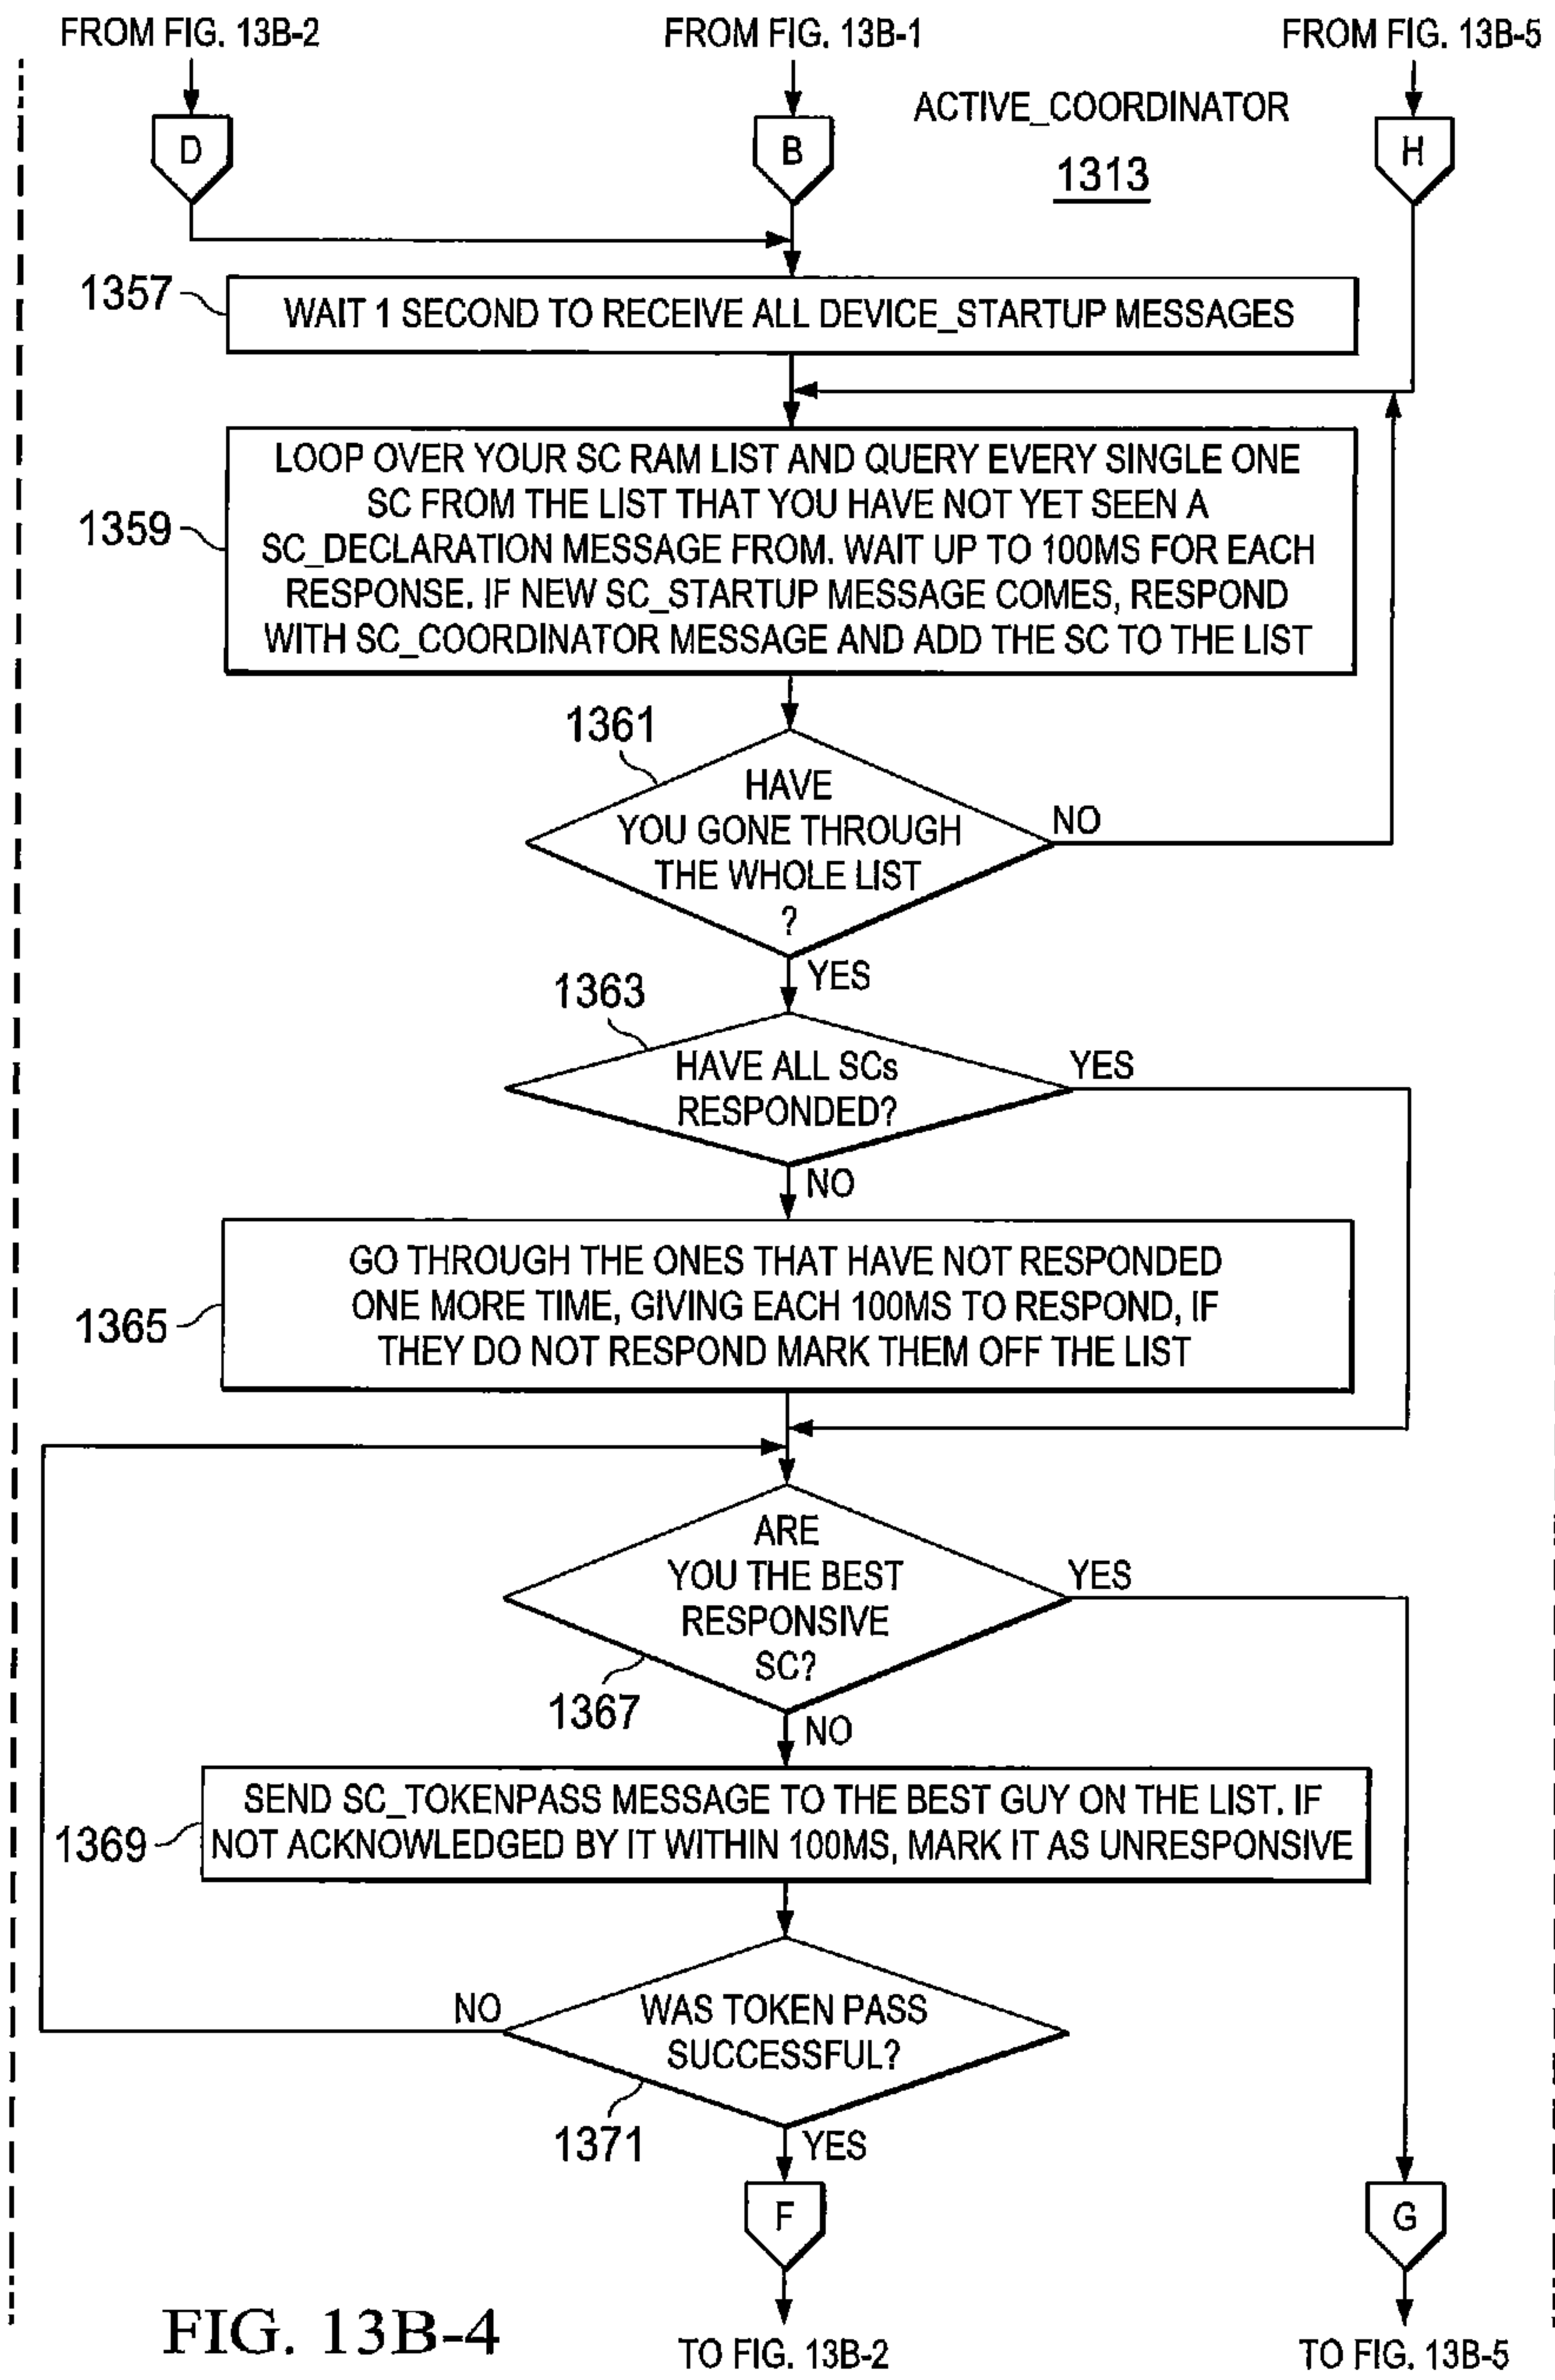 FROM FIG. 13B-2
FROM FIG. 13B-1
FROM FIG. 13B-5
D
B
H
ACTIVE_COORDINATOR
1313
1357
WAIT 1 SECOND TO RECEIVE ALL DEVICE_STARTUP MESSAGES
1359
LOOP OVER YOUR SC RAM LIST AND QUERY EVERY SINGLE ONE
SC FROM THE LIST THAT YOU HAVE NOT YET SEEN A
SC_DECLARATION MESSAGE FROM. WAIT UP TO 100MS FOR EACH
RESPONSE. IF NEW SC_STARTUP MESSAGE COMES, RESPOND
WITH SC_COORDINATOR MESSAGE AND ADD THE SC TO THE LIST
1361
HAVE
YOU GONE THROUGH
THE WHOLE LIST
?
NO
YES
1363
HAVE ALL SCs
RESPONDED?
YES
NO
1365
GO THROUGH THE ONES THAT HAVE NOT RESPONDED
ONE MORE TIME, GIVING EACH 100MS TO RESPOND, IF
THEY DO NOT RESPOND MARK THEM OFF THE LIST
ARE
YOU THE BEST
RESPONSIVE
SC?
YES
1367
NO
1369
SEND SC_TOKENPASS MESSAGE TO THE BEST GUY ON THE LIST. IF
NOT ACKNOWLEDGED BY IT WITHIN 100MS, MARK IT AS UNRESPONSIVE
NO
WAS TOKEN PASS
SUCCESSFUL?
1371
YES
F
G
FIG. 13B-4
TO FIG. 13B-2
TO FIG. 13B-5